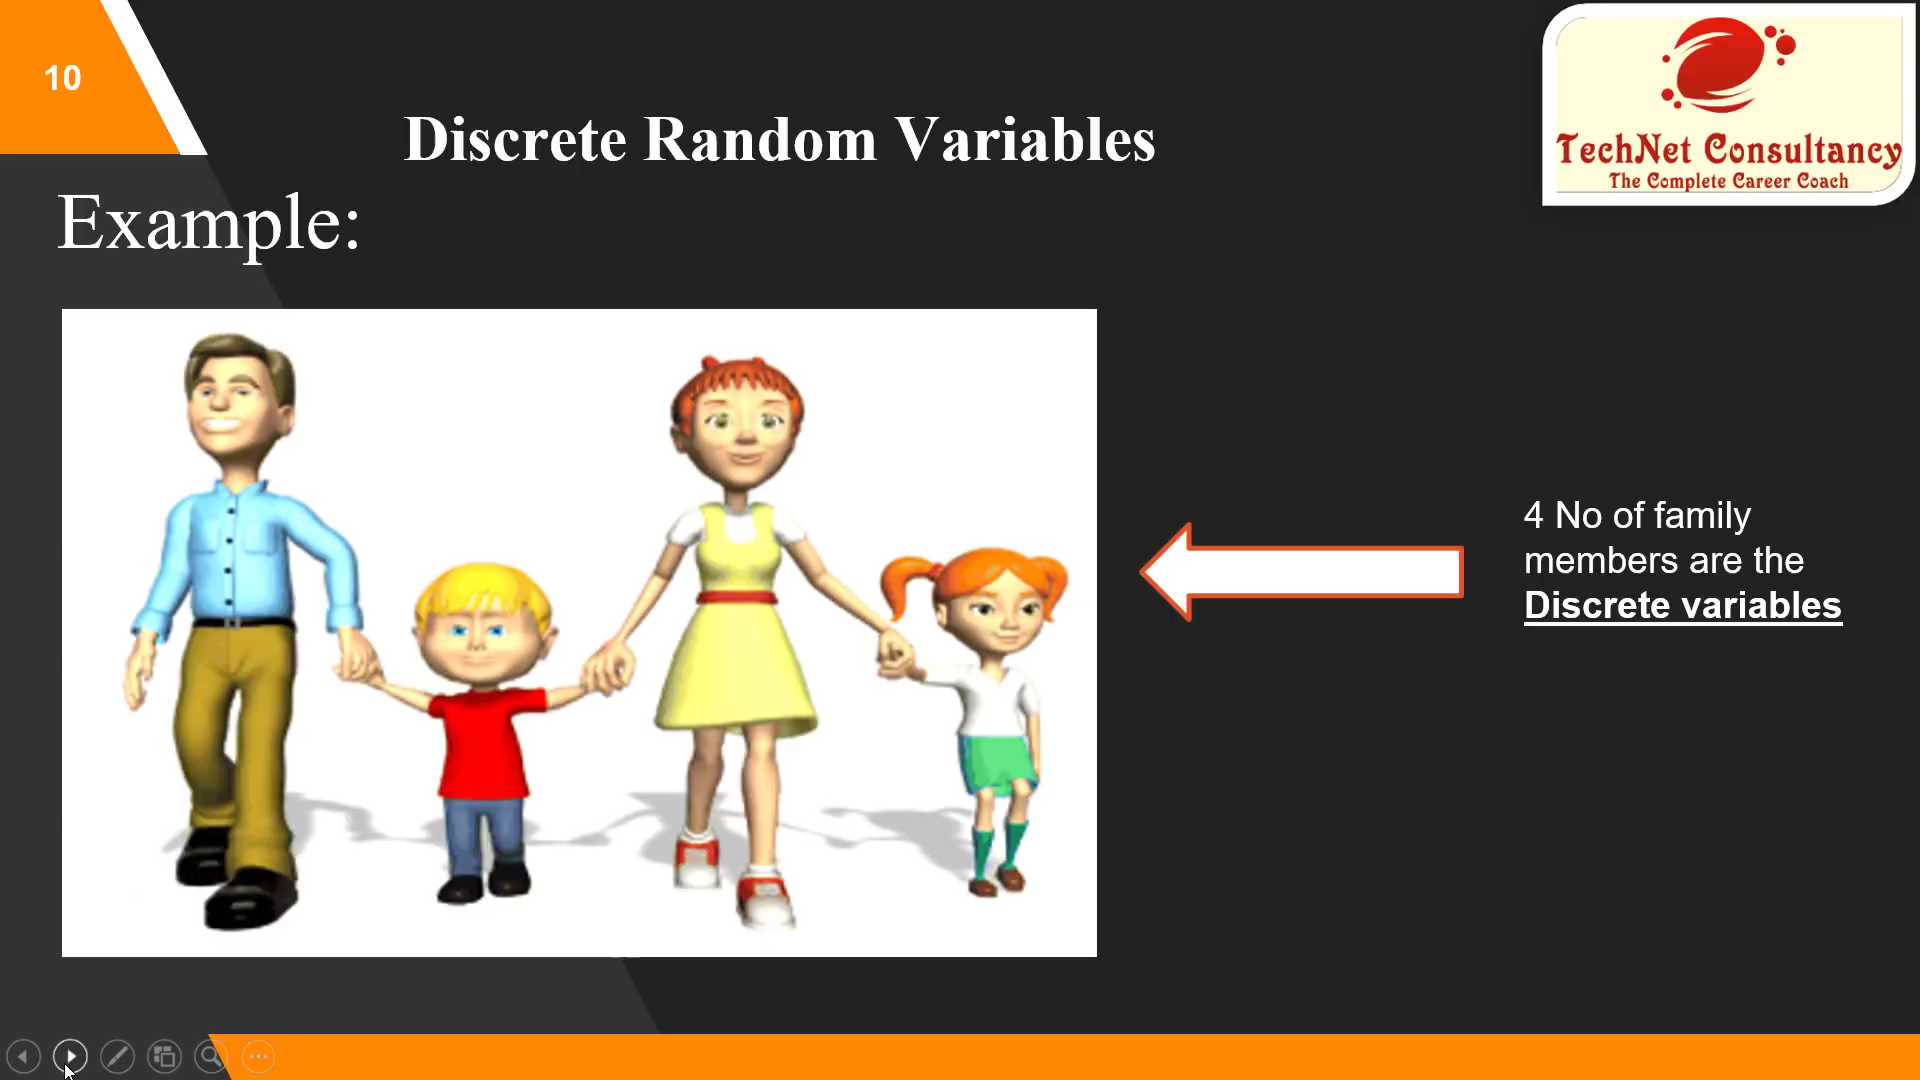 10
Discrete Random Variables
TechNet Consultancy
The Complete Career Coach
Example:
4 No of family
members are the
Discrete variables